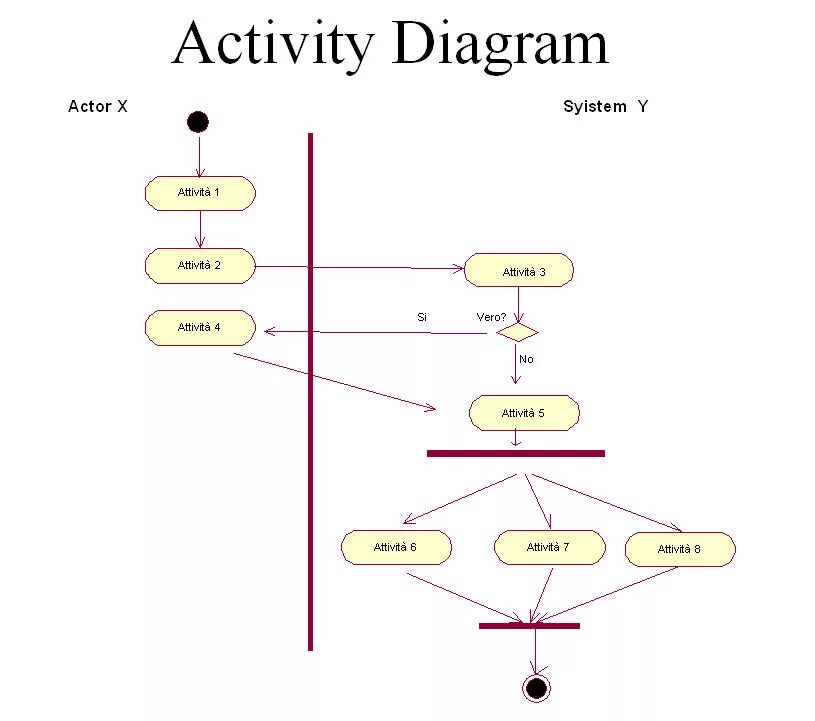 Activity Diagram
Actor X
Syistem Y
Attività 1
Attività 2
Attività 3
Attività 4
Si
Vero?
No
Attività 5
Attività 6
Attività 7
Attività 8